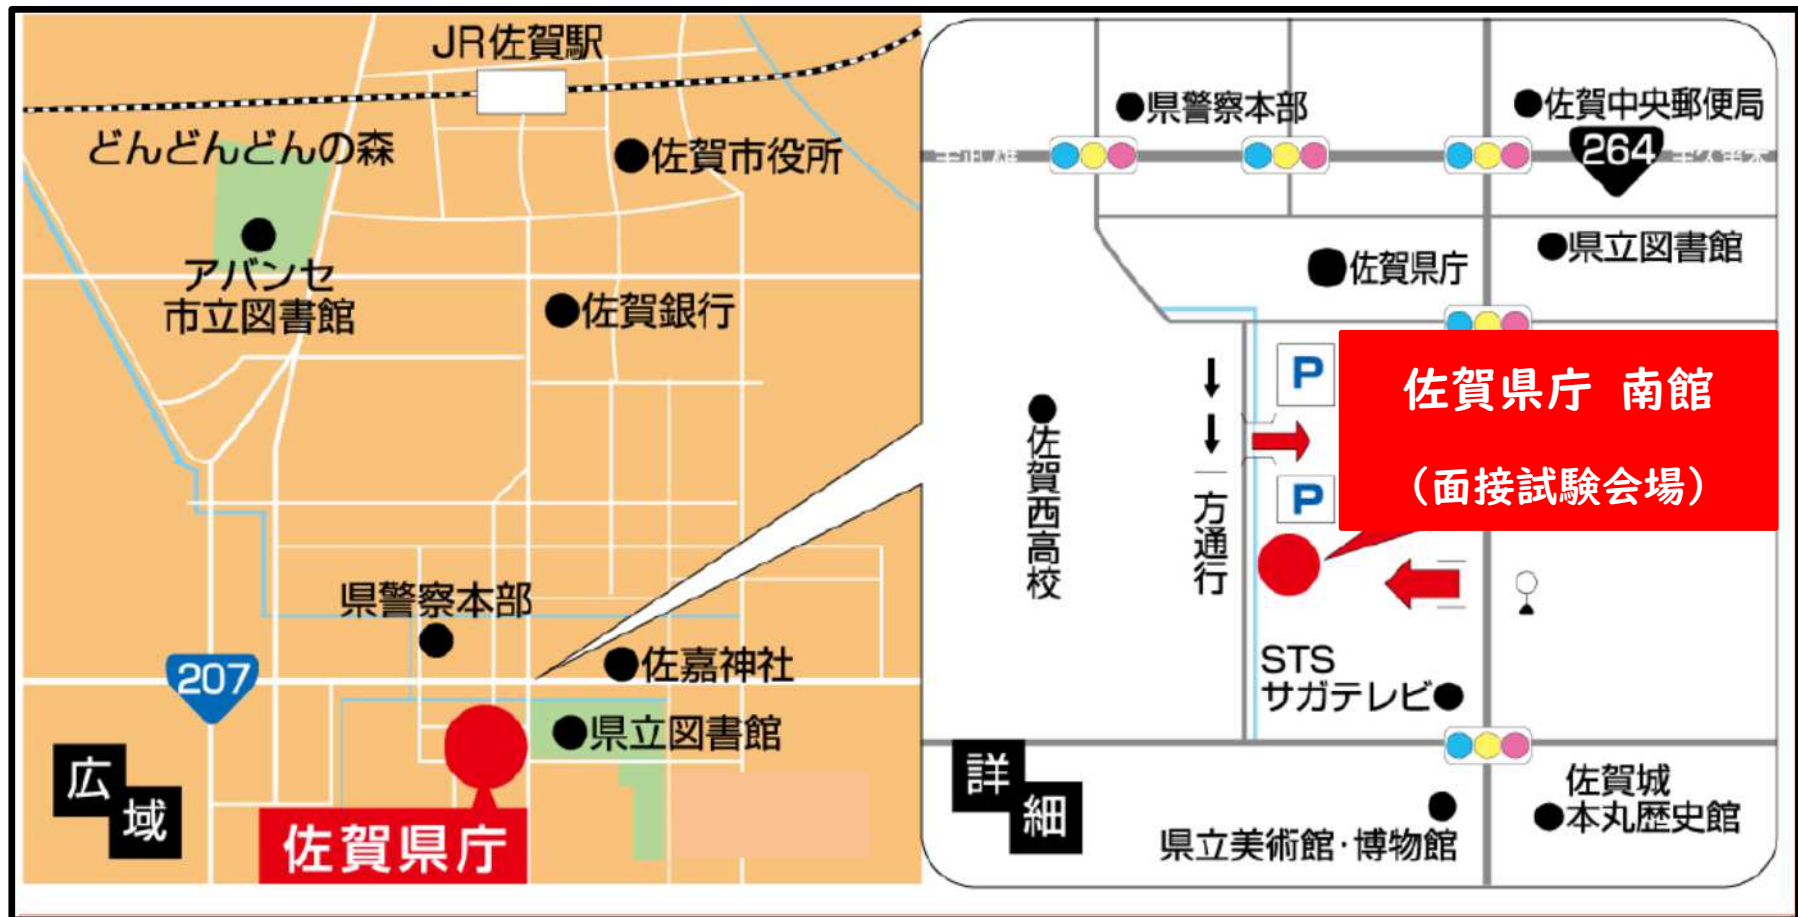 JR佐賀駅
どんどんどんの森
佐賀市役所
アバンセ
市立図書館
佐賀銀行
県警察本部
207
佐嘉神社
県立図書館
広域
佐賀県庁
県警察本部
佐賀中央郵便局
264
佐賀県庁
県立図書館
P
佐賀県庁 南館
(面接試験会場)
佐賀西高校
一方通行
P
STS
サガテレビ
詳細
佐賀城
本丸歴史館
県立美術館・博物館